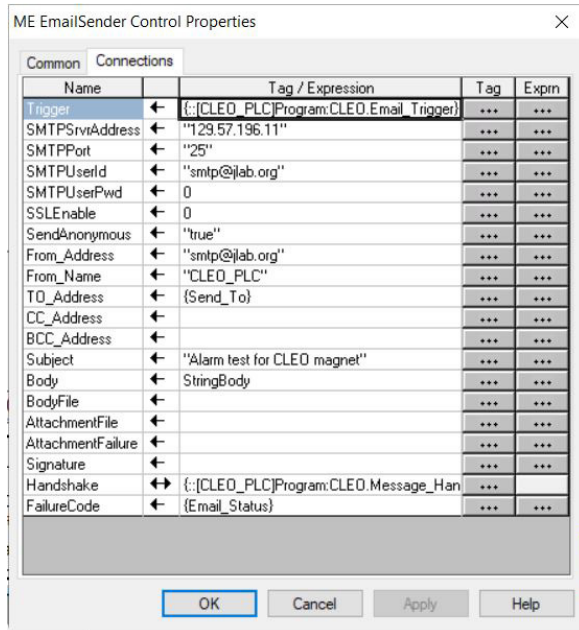 ME EmailSender Control Properties
Common Connections
Name Tag / Expression Tag Exprn
Trigger {::[CLEO_PLC]Program:CLEO.Email_Trigger} ... ...
SMTPSrvrAddress "129.57.196.11" ... ...
SMTPPort "25" ... ...
SMTPUserId "smtp@jlab.org" ... ...
SMTPUserPwd 0 ... ...
SSLEnable 0 ... ...
SendAnonymous "true" ... ...
From_Address "smtp@jlab.org" ... ...
From_Name "CLEO_PLC" ... ...
TO_Address {Send_To} ... ...
CC_Address ... ...
BCC_Address ... ...
Subject "Alarm test for CLEO magnet" ... ...
Body StringBody ... ...
BodyFile ... ...
AttachmentFile ... ...
AttachmentFailure ... ...
Signature ... ...
Handshake {::[CLEO_PLC]Program:CLEO.Message_Han ...
FailureCode {Email_Status} ... ...
OK Cancel Apply Help